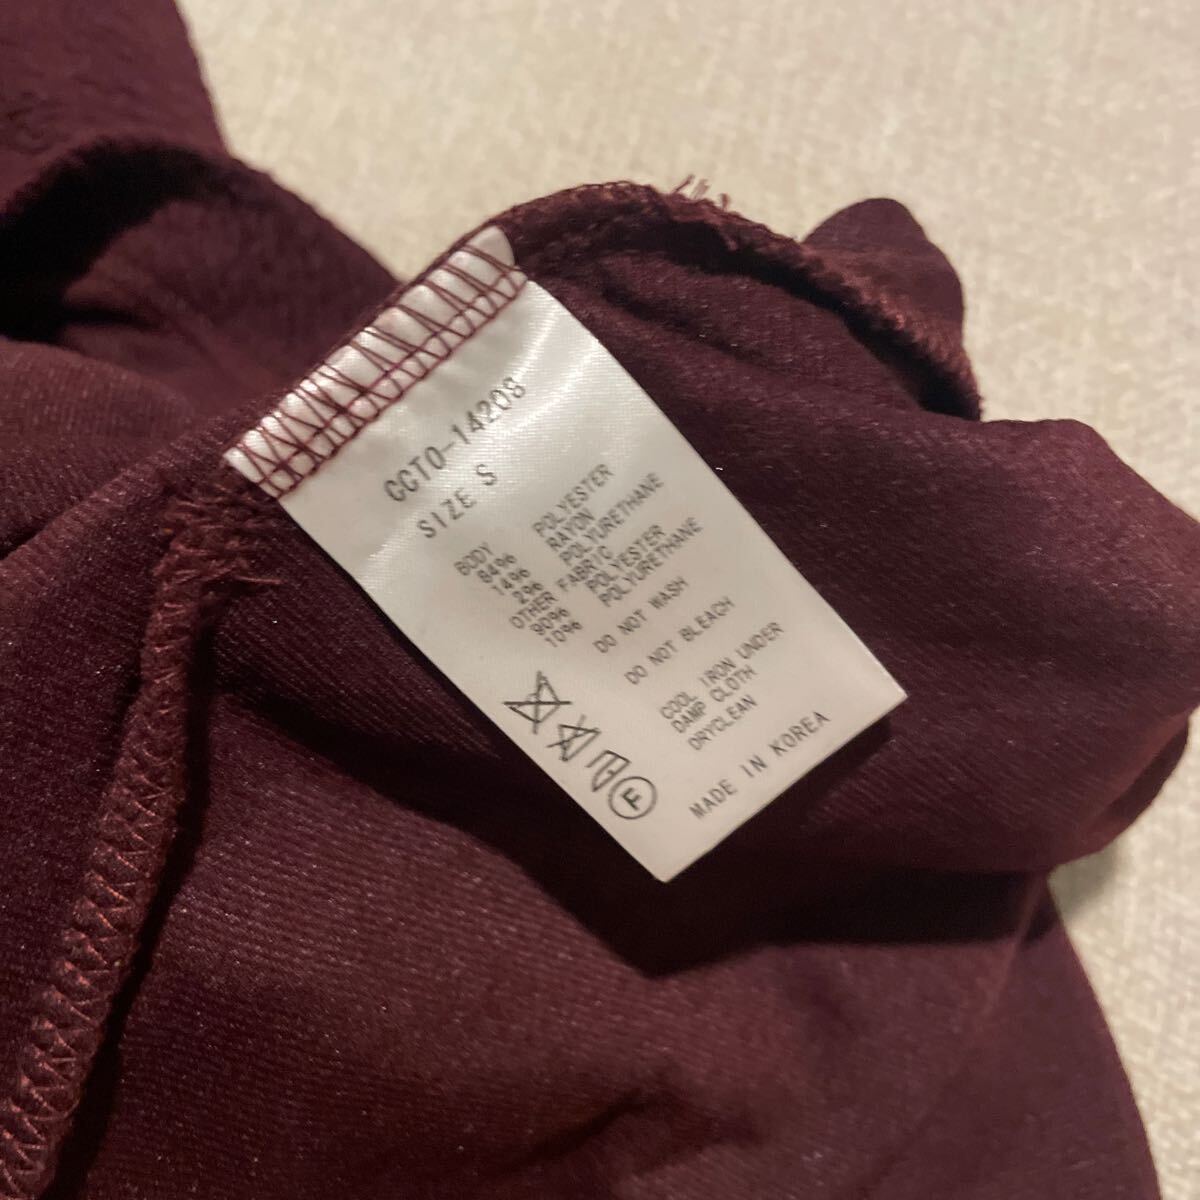 CCTO-14208
SIZE S
BODY
84% POLYESTER
14% RAYON
2% POLYURETHANE
OTHER FABRIC
90% POLYESTER
10% POLYURETHANE
DO NOT WASH
DO NOT BLEACH
COOL IRON UNDER
DAMP CLOTH
DRYCLEAN
F
MADE IN KOREA